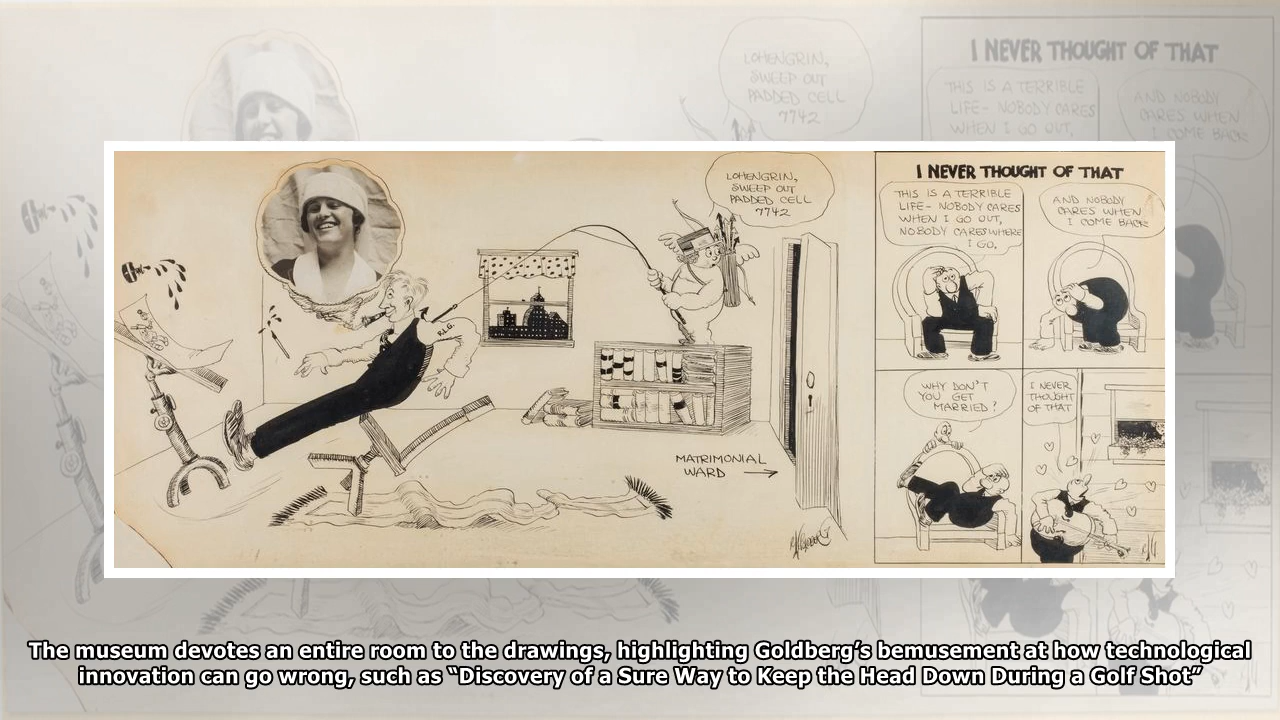 LOHENGRIN,
SWEEP OUT
PADDED CELL
7742
R.L.G.
MATRIMONIAL
WARD
I NEVER THOUGHT OF THAT
THIS IS A TERRIBLE
LIFE- NOBODY CARES
WHEN I GO OUT,
NOBODY CARES WHERE
I GO,
AND NOBODY
CARES WHEN
I COME BACK
WHY DON'T
YOU GET
MARRIED?
I NEVER
THOUGHT
OF THAT
The museum devotes an entire room to the drawings, highlighting Goldberg’s bemusement at how technological
innovation can go wrong, such as “Discovery of a Sure Way to Keep the Head Down During a Golf Shot”